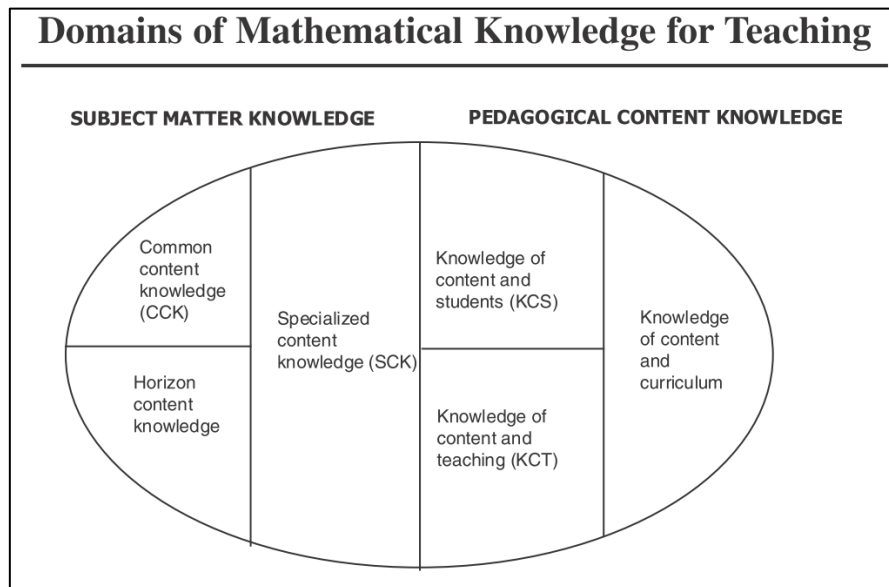 Domains of Mathematical Knowledge for Teaching
SUBJECT MATTER KNOWLEDGE
PEDAGOGICAL CONTENT KNOWLEDGE
Common
content
knowledge
(CCK)
Horizon
content
knowledge
Specialized
content
knowledge (SCK)
Knowledge of
content and
students (KCS)
Knowledge of
content and
teaching (KCT)
Knowledge
of content
and
curriculum